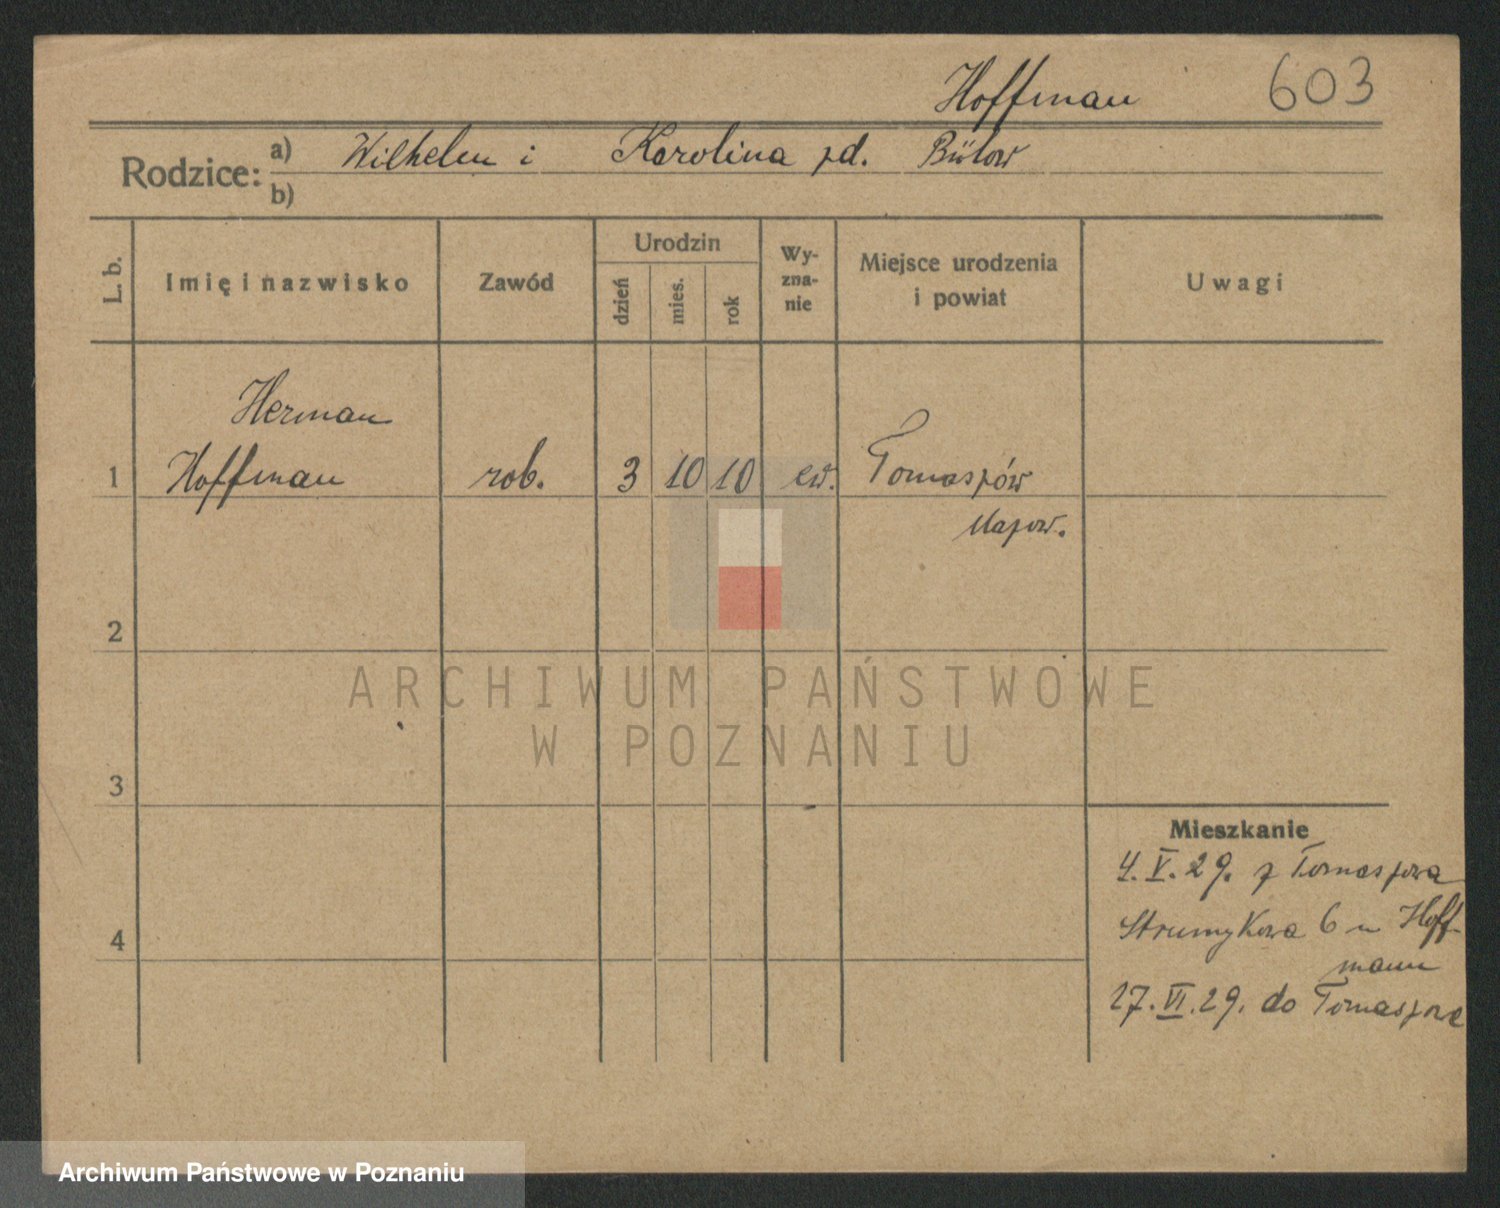 Hoffman 603
Rodzice: a) Wilhelm i Karolina zd. Bülow
b)
L. b. Imię i nazwisko Zawód Urodzin dzień mies. rok Wyzna-nie Miejsce urodzenia i powiat Uwagi
Herman
1 Hoffman rob. 3 10 10 ew. Tomaszów
Mazow.
2
ARCHIWUM PAŃSTWOWE
W POZNANIU
3
Mieszkanie
4. V. 29. z Tomaszowa
4 Strumykowa 6 u Hoff-
mann
27. VI. 29. do Tomaszowa
Archiwum Państwowe w Poznaniu